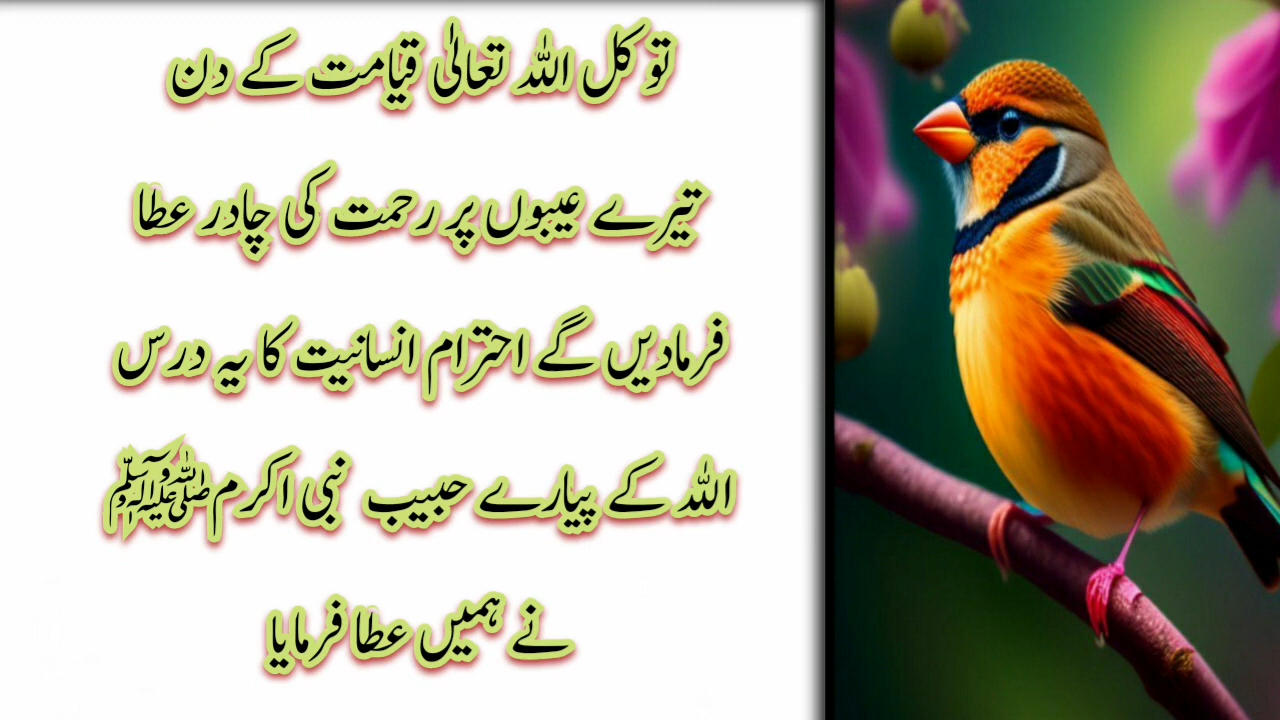 تو کل اللہ تعالیٰ قیامت کے دن
تیرے عیبوں پر رحمت کی چادر عطا
فرمادیں گے احترام انسانیت کا یہ درس
اللہ کے پیارے حبیب نبی اکرم ﷺ
نے ہمیں عطا فرمایا